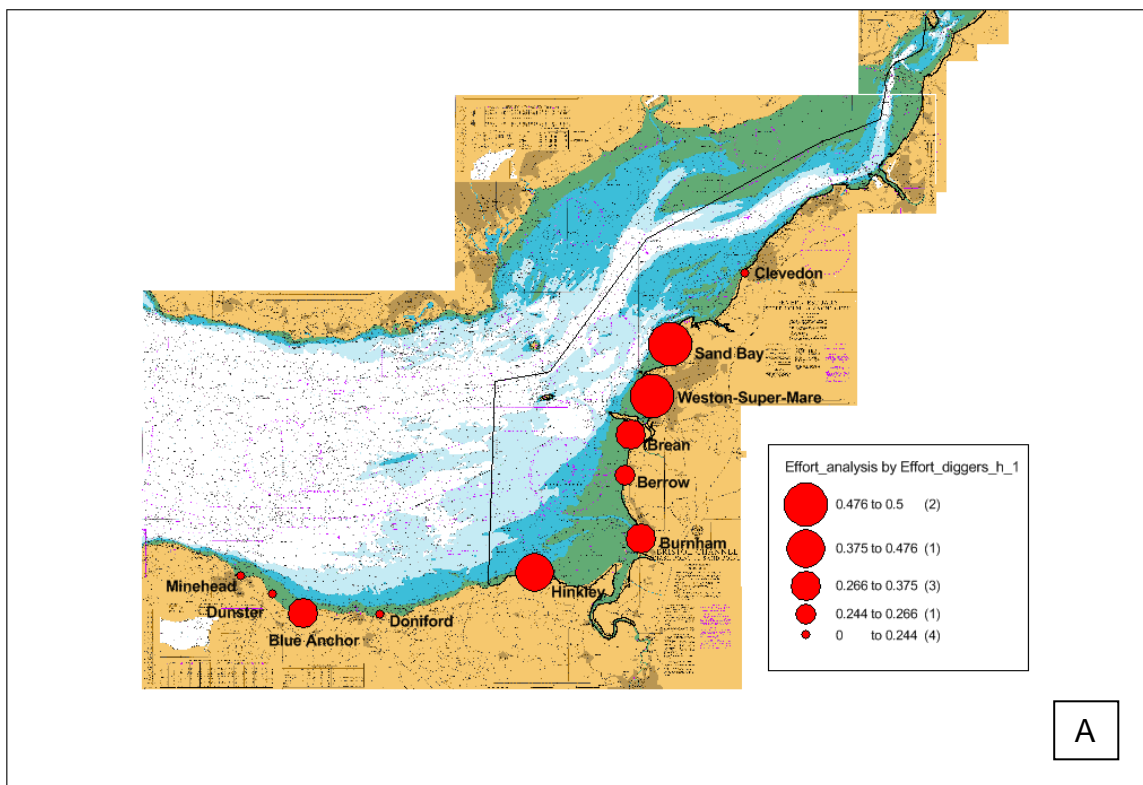 Clevedon
Sand Bay
Weston-Super-Mare
Brean
Berrow
Burnham
BRISTOL CHANNEL
Hinkley
Minehead
Dunster
Blue Anchor
Doniford
Effort_analysis by Effort_diggers_h_1
0.476 to 0.5 (2)
0.375 to 0.476 (1)
0.266 to 0.375 (3)
0.244 to 0.266 (1)
0 to 0.244 (4)
A